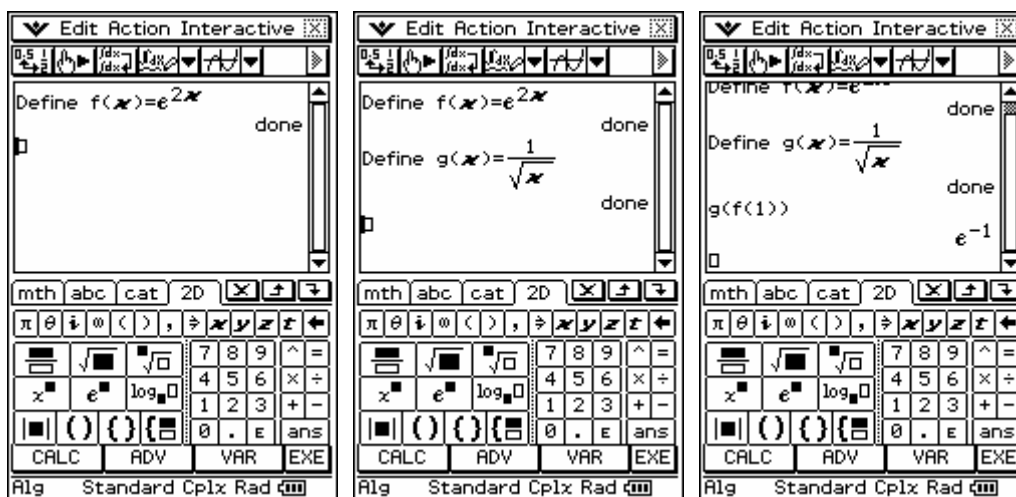 Edit Action Interactive
Define f(x)=e^2x
done
mth abc cat 2D
π θ i ∞ ( ) , ⇒ x y z t ←
7 8 9 ^ =
4 5 6 × ÷
x■ e■ log■□
1 2 3 + −
|■| ( ) { } {
0 . E ans
CALC ADV VAR EXE
Alg Standard Cplx Rad
Edit Action Interactive
Define f(x)=e^2x
done
Define g(x)=1/√x
done
mth abc cat 2D
π θ i ∞ ( ) , ⇒ x y z t ←
7 8 9 ^ =
4 5 6 × ÷
x■ e■ log■□
1 2 3 + −
|■| ( ) { } {
0 . E ans
CALC ADV VAR EXE
Alg Standard Cplx Rad
Edit Action Interactive
Define f(x)=e
done
Define g(x)=1/√x
done
g(f(1))
e^-1
mth abc cat 2D
π θ i ∞ ( ) , ⇒ x y z t ←
7 8 9 ^ =
4 5 6 × ÷
x■ e■ log■□
1 2 3 + −
|■| ( ) { } {
0 . E ans
CALC ADV VAR EXE
Alg Standard Cplx Rad